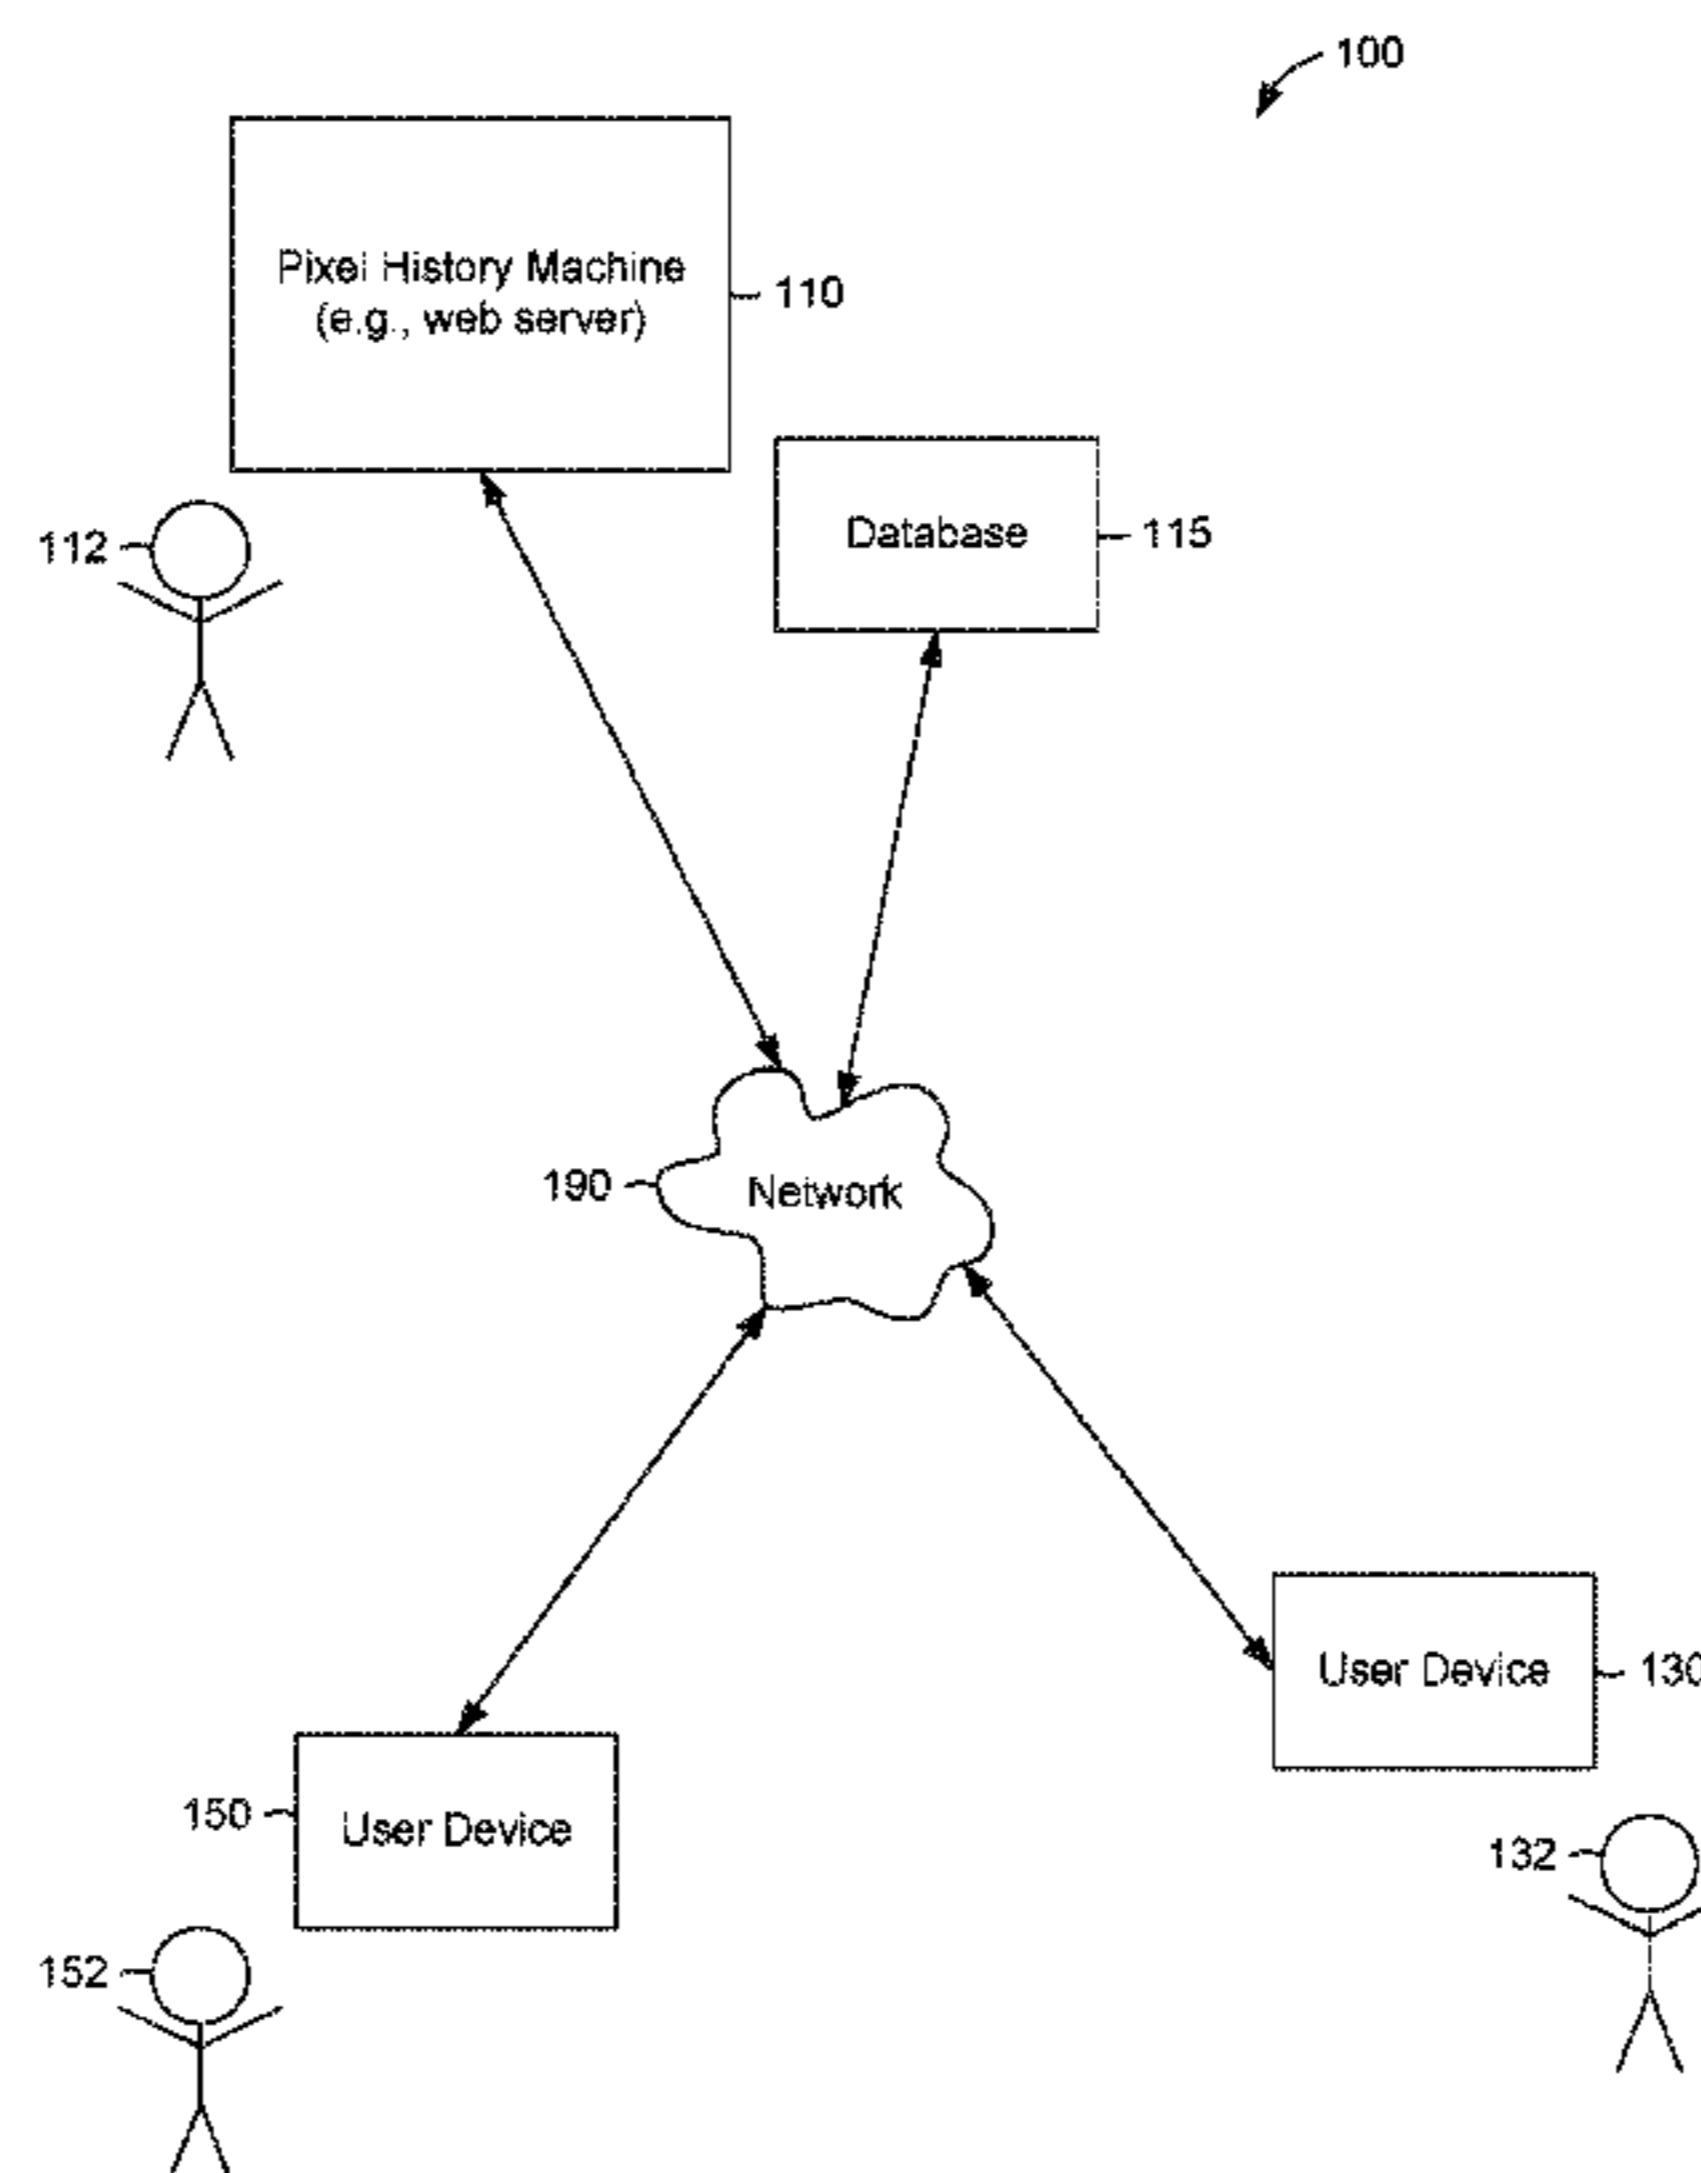 100
Pixel History Machine
(e.g., web server)
110
112
Database
115
190
Network
User Device
130
150
User Device
132
152